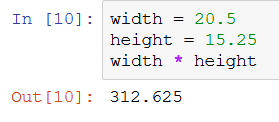 In [10]: width = 20.5
height = 15.25
width * height
Out[10]: 312.625